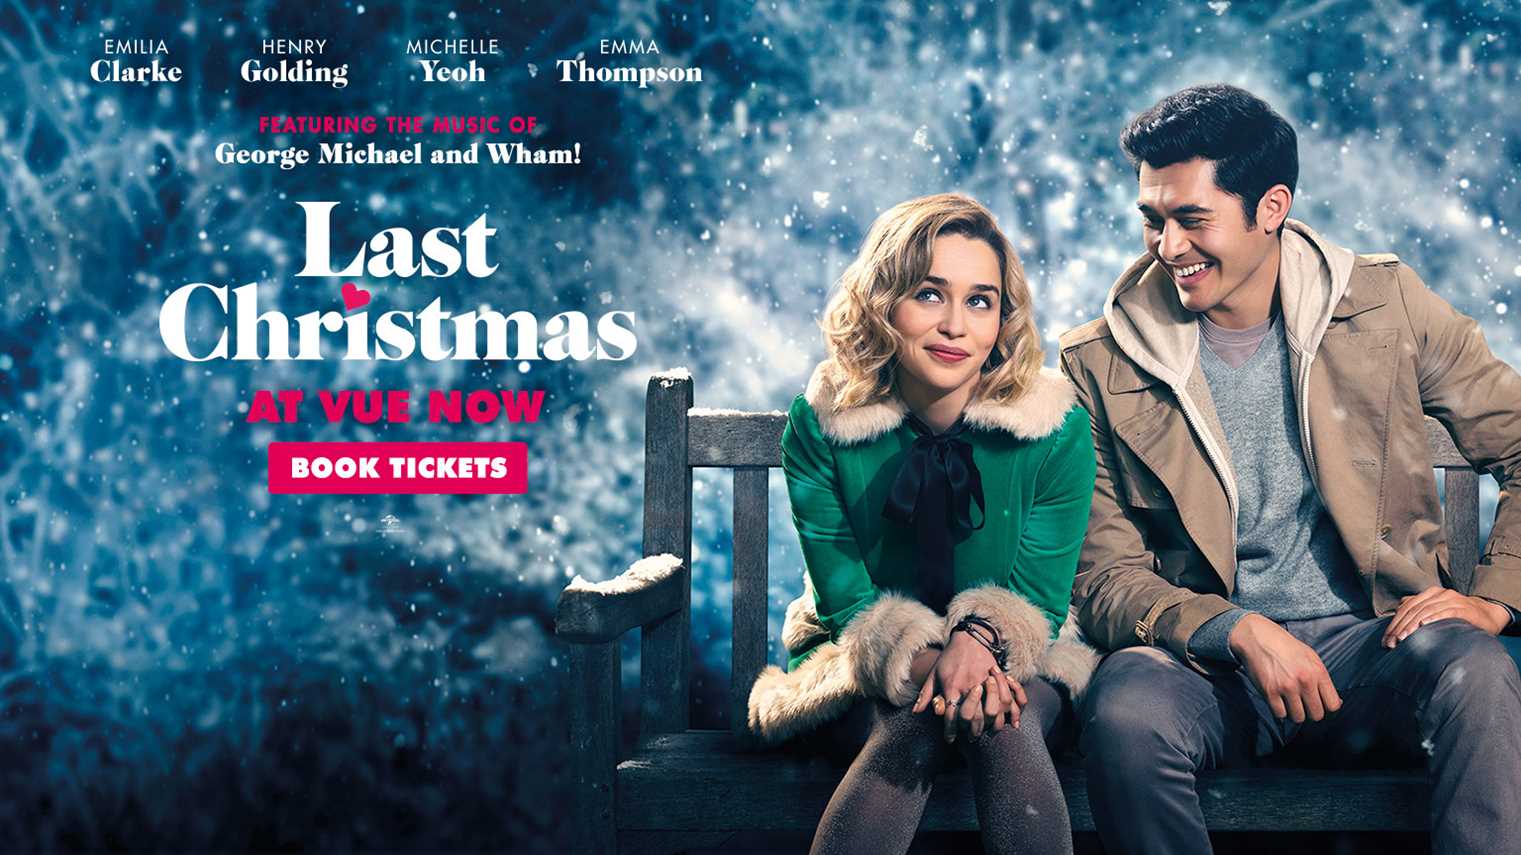 EMILIA HENRY MICHELLE EMMA
Clarke Golding Yeoh Thompson
FEATURING THE MUSIC OF
George Michael and Wham!
Last
Christmas
AT VUE NOW
BOOK TICKETS